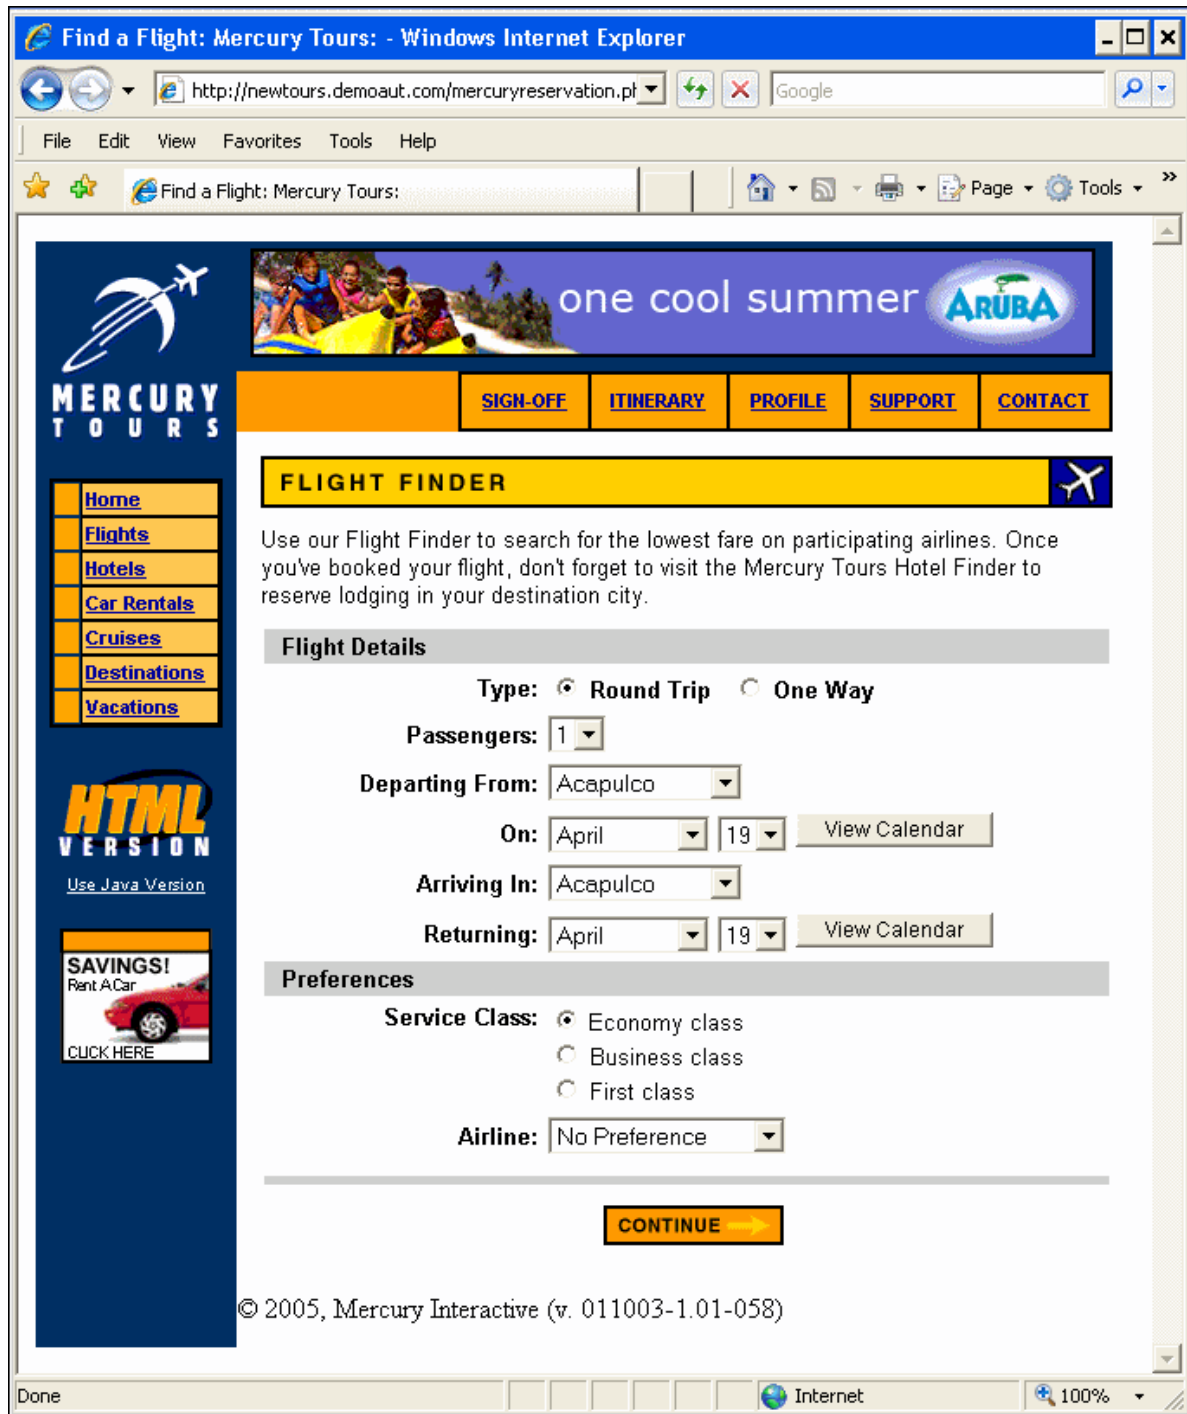 Find a Flight: Mercury Tours: - Windows Internet Explorer
http://newtours.demoaut.com/mercuryreservation.ph
Google
File Edit View Favorites Tools Help
Find a Flight: Mercury Tours:
Page Tools
one cool summer ARUBA
MERCURY
TOURS
SIGN-OFF ITINERARY PROFILE SUPPORT CONTACT
FLIGHT FINDER
Home
Flights
Hotels
Car Rentals
Cruises
Destinations
Vacations
HTML
VERSION
Use Java Version
SAVINGS!
Rent A Car
CLICK HERE
Use our Flight Finder to search for the lowest fare on participating airlines. Once
you've booked your flight, don't forget to visit the Mercury Tours Hotel Finder to
reserve lodging in your destination city.
Flight Details
Type: Round Trip One Way
Passengers: 1
Departing From: Acapulco
On: April 19 View Calendar
Arriving In: Acapulco
Returning: April 19 View Calendar
Preferences
Service Class: Economy class
Business class
First class
Airline: No Preference
CONTINUE
© 2005, Mercury Interactive (v. 011003-1.01-058)
Done Internet 100%